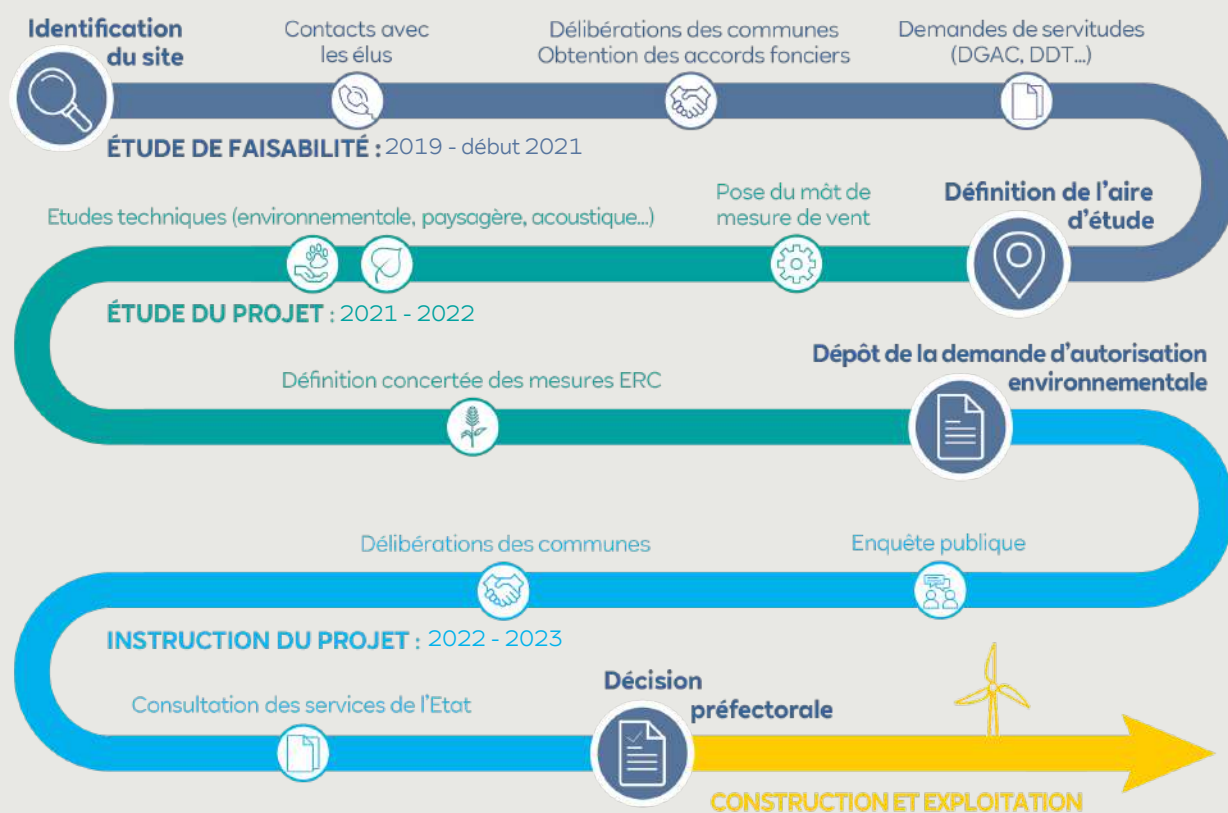 Identification
du site
Contacts avec
les élus
Délibérations des communes
Obtention des accords fonciers
Demandes de servitudes
(DGAC, DDT...)
ÉTUDE DE FAISABILITÉ : 2019 - début 2021
Définition de l'aire
d'étude
Pose du mât de
mesure de vent
Etudes techniques (environnementale, paysagère, acoustique...)
ÉTUDE DU PROJET : 2021 - 2022
Définition concertée des mesures ERC
Dépôt de la demande d'autorisation
environnementale
Enquête publique
Délibérations des communes
INSTRUCTION DU PROJET : 2022 - 2023
Consultation des services de l'Etat
Décision
préfectorale
CONSTRUCTION ET EXPLOITATION